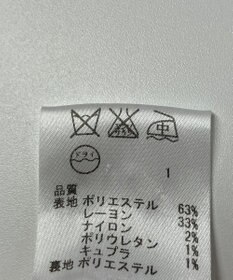 中
ドライ
1
品質
表地 ポリエステル 63%
レーヨン 33%
ナイロン 2%
ポリウレタン 1%
キュプラ 1%
裏地 ポリエステル